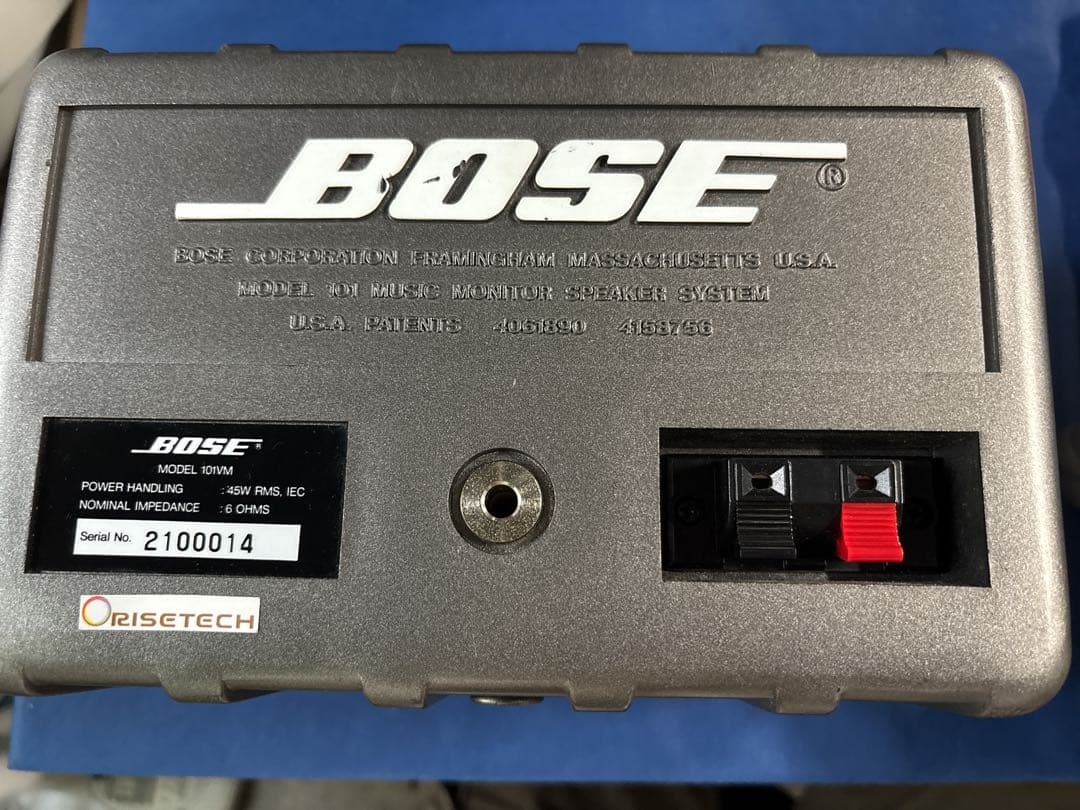 BOSE®
BOSE CORPORATION FRAMINGHAM MASSACHUSETTS U.S.A.
MODEL 101 MUSIC MONITOR SPEAKER SYSTEM
U.S.A. PATENTS 4061890 4158756
BOSE®
MODEL 101VM
POWER HANDLING : 45W RMS, IEC
NOMINAL IMPEDANCE : 6 OHMS
Serial No. 2100014
ORISETECH